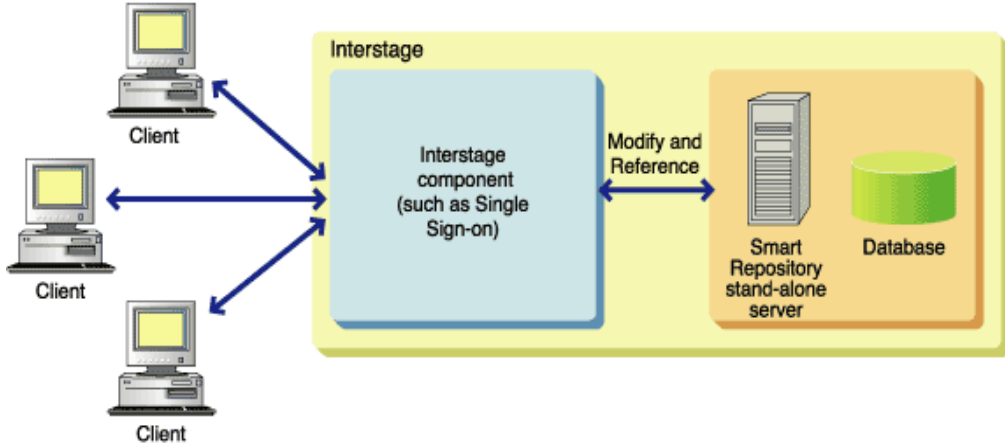 Interstage
Client
Client
Client
Interstage
component
(such as Single
Sign-on)
Modify and
Reference
Smart
Repository
stand-alone
server
Database